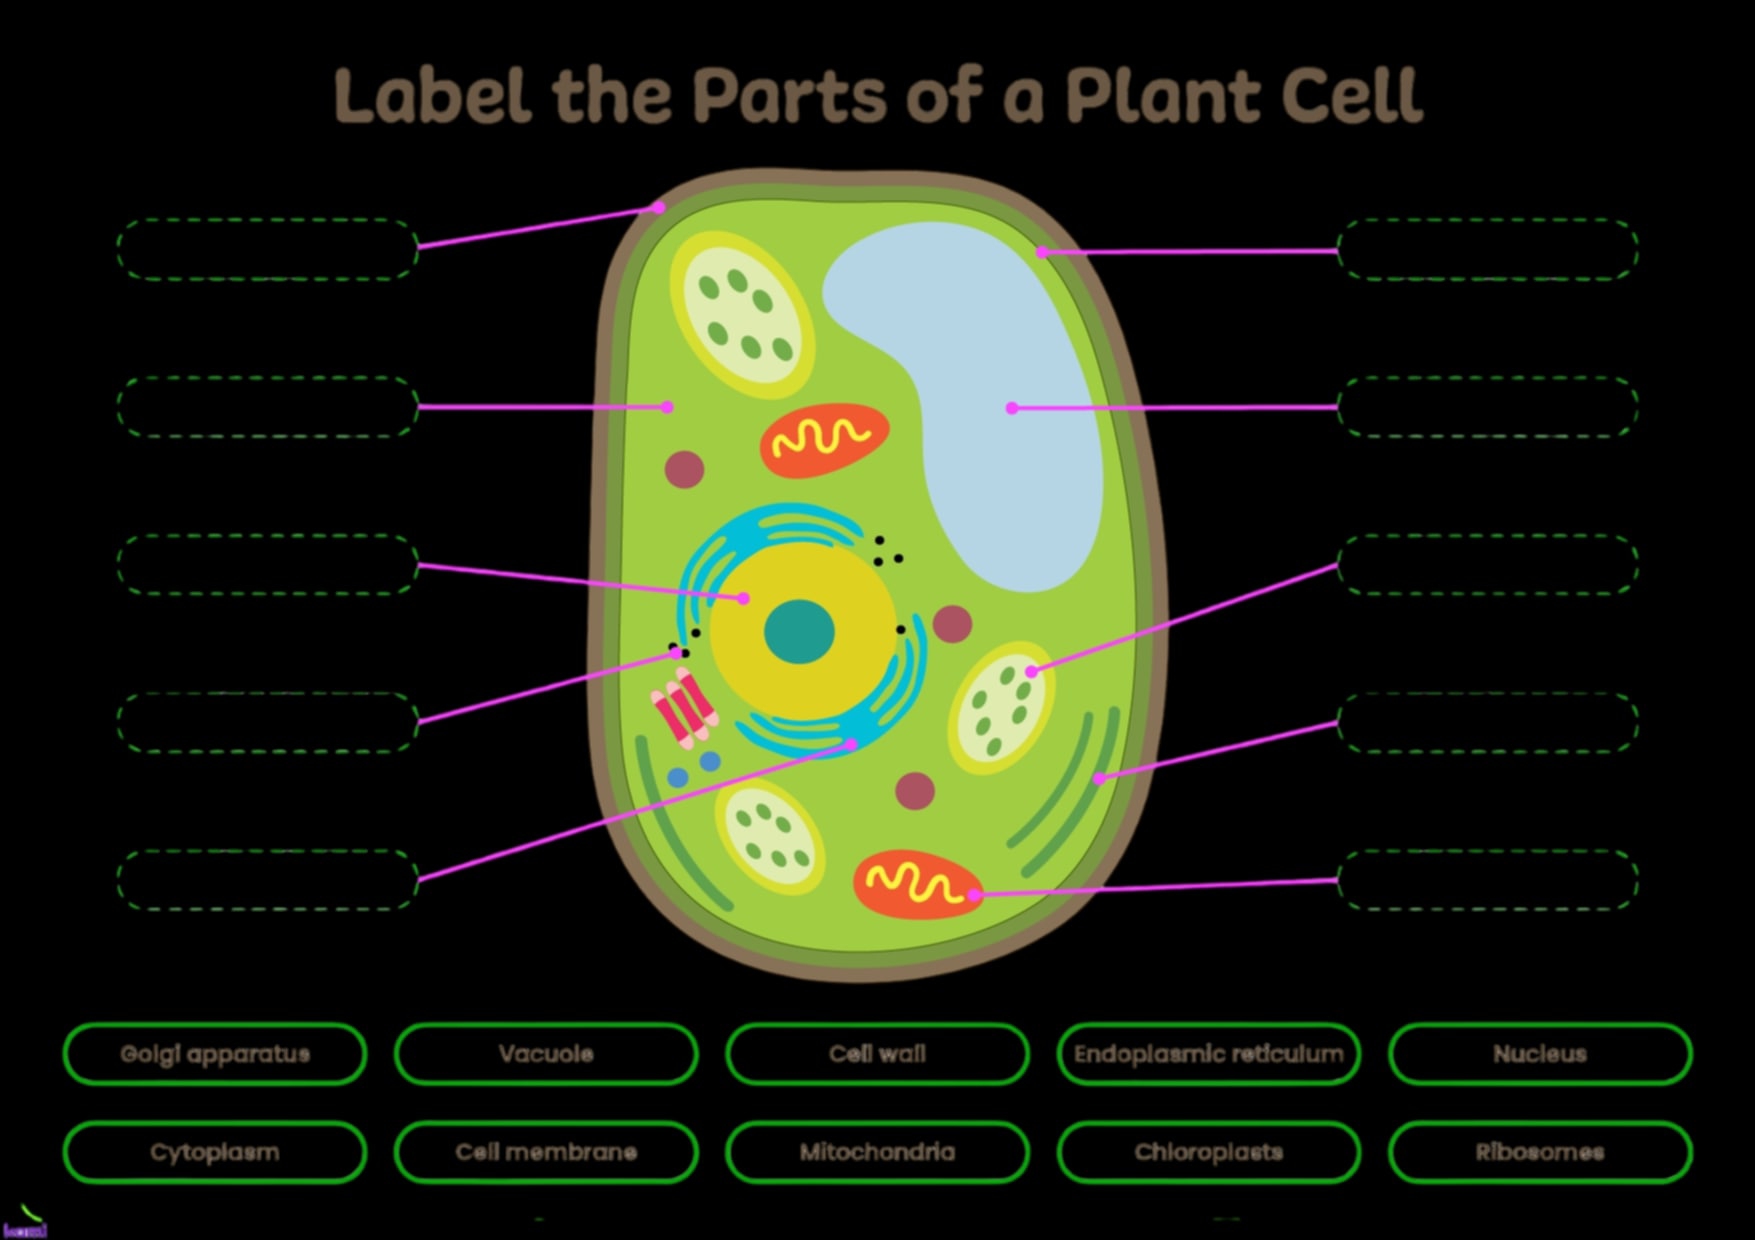 Label the Parts of a Plant Cell
Golgi apparatus
Vacuole
Cell wall
Endoplasmic reticulum
Nucleus
Cytoplasm
Cell membrane
Mitochondria
Chloroplasts
Ribosomes